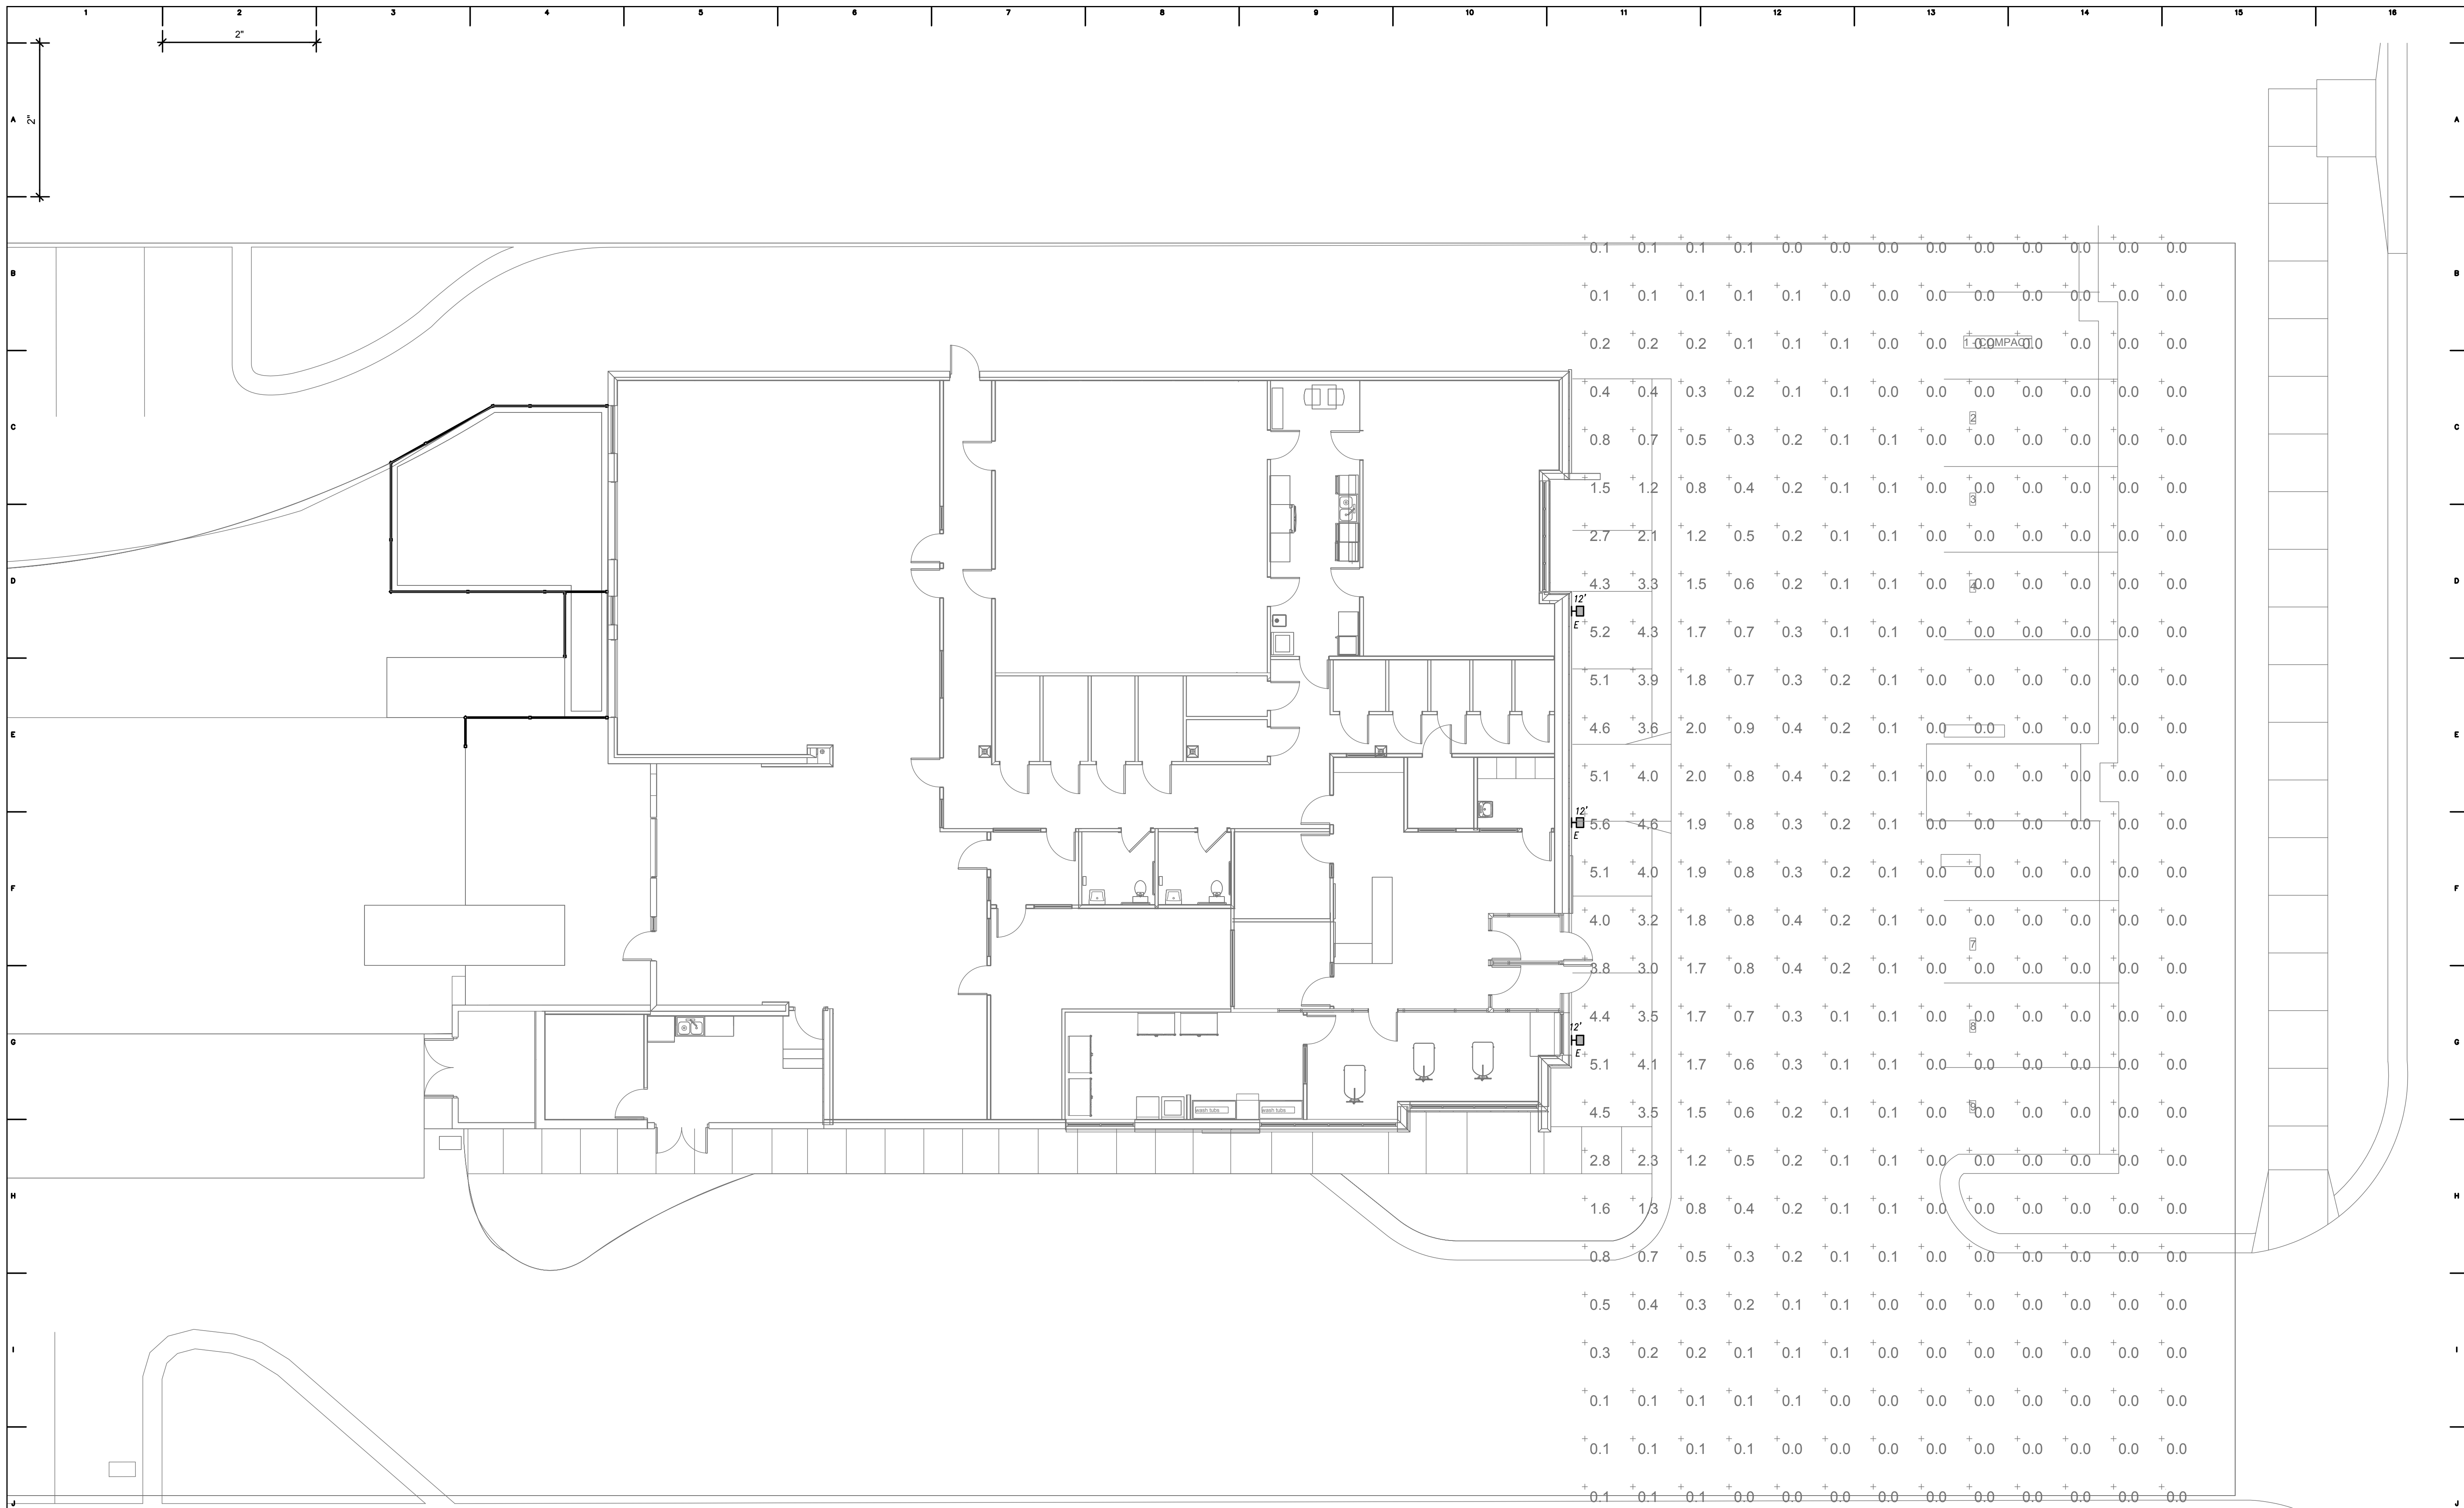 1 2 3 4 5 6 7 8 9 10 11 12 13 14 15 16
2"
A 2" A
0.1 0.1 0.1 0.1 0.0 0.0 0.0 0.0 0.0 0.0 0.0 0.0 0.0
B B
0.1 0.1 0.1 0.1 0.1 0.0 0.0 0.0 0.0 0.0 0.0 0.0 0.0
0.2 0.2 0.2 0.1 0.1 0.1 0.0 0.0 0.0 0.0 0.0 0.0 0.0
1 - COMPACT
0.4 0.4 0.3 0.2 0.1 0.1 0.0 0.0 0.0 0.0 0.0 0.0 0.0
2
C C
0.8 0.7 0.5 0.3 0.2 0.1 0.1 0.0 0.0 0.0 0.0 0.0 0.0
1.5 1.2 0.8 0.4 0.2 0.1 0.1 0.0 0.0 0.0 0.0 0.0 0.0
3
2.7 2.1 1.2 0.5 0.2 0.1 0.1 0.0 0.0 0.0 0.0 0.0 0.0
D D
4.3 3.3 1.5 0.6 0.2 0.1 0.1 0.0 0.0 0.0 0.0 0.0 0.0
4
12'
E
5.2 4.3 1.7 0.7 0.3 0.1 0.1 0.0 0.0 0.0 0.0 0.0 0.0
5.1 3.9 1.8 0.7 0.3 0.2 0.1 0.0 0.0 0.0 0.0 0.0 0.0
4.6 3.6 2.0 0.9 0.4 0.2 0.1 0.0 0.0 0.0 0.0 0.0 0.0
E E
5.1 4.0 2.0 0.8 0.4 0.2 0.1 0.0 0.0 0.0 0.0 0.0 0.0
12'
5.6 4.6 1.9 0.8 0.3 0.2 0.1 0.0 0.0 0.0 0.0 0.0 0.0
E
5.1 4.0 1.9 0.8 0.3 0.2 0.1 0.0 0.0 0.0 0.0 0.0 0.0
F F
4.0 3.2 1.8 0.8 0.4 0.2 0.1 0.0 0.0 0.0 0.0 0.0 0.0
7
3.8 3.0 1.7 0.8 0.4 0.2 0.1 0.0 0.0 0.0 0.0 0.0 0.0
4.4 3.5 1.7 0.7 0.3 0.1 0.1 0.0 0.0 0.0 0.0 0.0 0.0
12' 8
G G
E
5.1 4.1 1.7 0.6 0.3 0.1 0.1 0.0 0.0 0.0 0.0 0.0 0.0
wash tubs wash tubs
9
4.5 3.5 1.5 0.6 0.2 0.1 0.1 0.0 0.0 0.0 0.0 0.0 0.0
2.8 2.3 1.2 0.5 0.2 0.1 0.1 0.0 0.0 0.0 0.0 0.0 0.0
H H
1.6 1.3 0.8 0.4 0.2 0.1 0.1 0.0 0.0 0.0 0.0 0.0 0.0
0.8 0.7 0.5 0.3 0.2 0.1 0.1 0.0 0.0 0.0 0.0 0.0 0.0
0.5 0.4 0.3 0.2 0.1 0.1 0.0 0.0 0.0 0.0 0.0 0.0 0.0
I I
0.3 0.2 0.2 0.1 0.1 0.1 0.0 0.0 0.0 0.0 0.0 0.0 0.0
0.1 0.1 0.1 0.1 0.1 0.0 0.0 0.0 0.0 0.0 0.0 0.0 0.0
0.1 0.1 0.1 0.1 0.0 0.0 0.0 0.0 0.0 0.0 0.0 0.0 0.0
0.1 0.1 0.1 0.0 0.0 0.0 0.0 0.0 0.0 0.0 0.0 0.0 0.0
J J